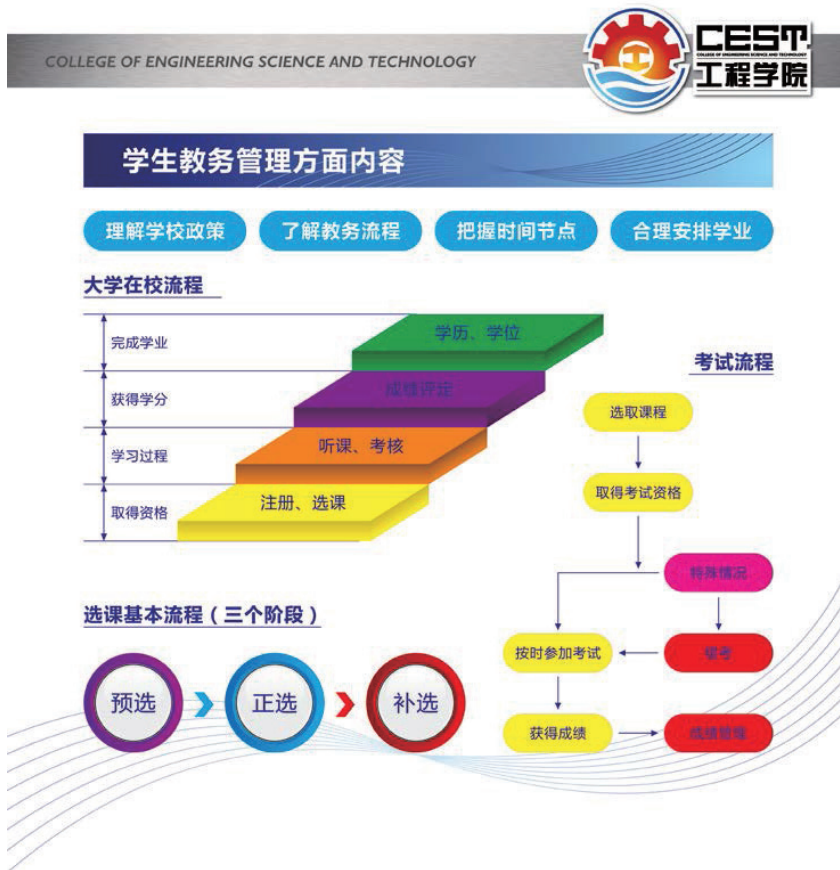 COLLEGE OF ENGINEERING SCIENCE AND TECHNOLOGY
CEST
COLLEGE OF ENGINEERING SCIENCE AND TECHNOLOGY
工程学院
学生教务管理方面内容
理解学校政策
了解教务流程
把握时间节点
合理安排学业
大学在校流程
完成学业
学历、学位
获得学分
成绩评定
学习过程
听课、考核
取得资格
注册、选课
考试流程
选取课程
取得考试资格
特殊情况
按时参加考试
缓考
获得成绩
成绩管理
选课基本流程（三个阶段）
预选
正选
补选